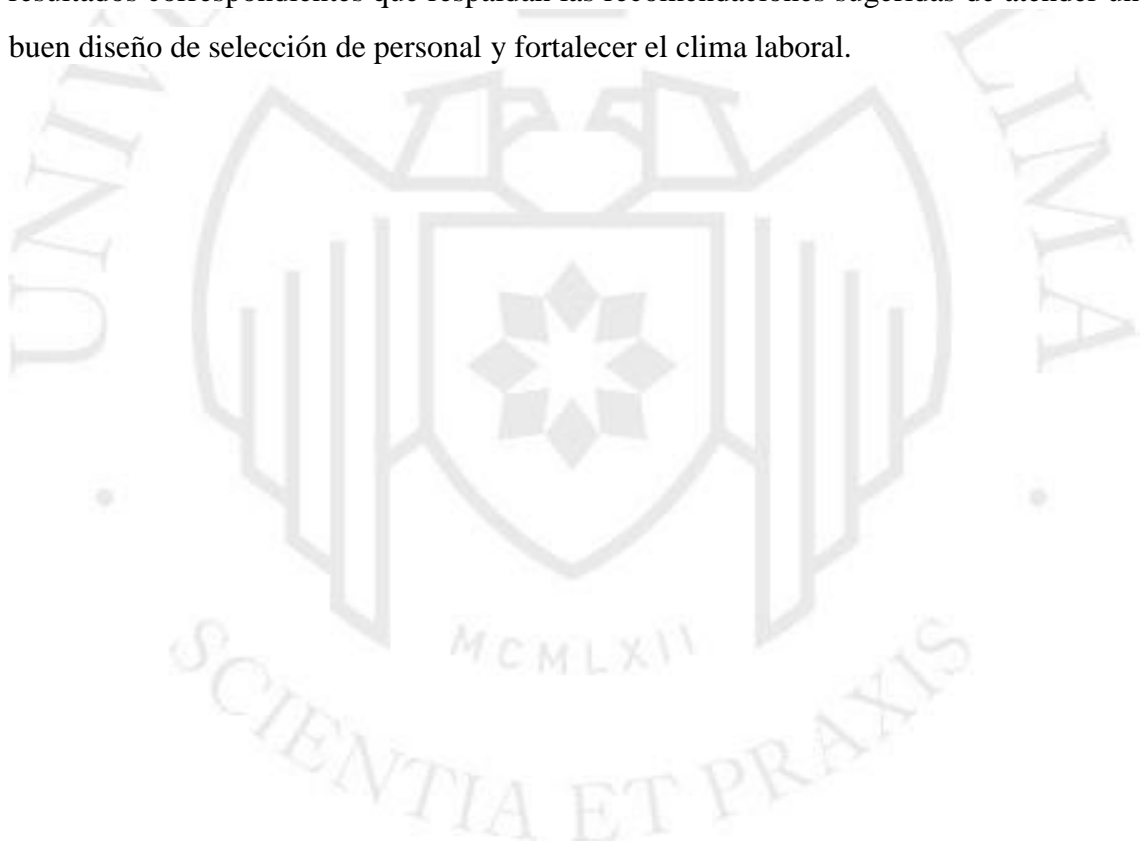 resultados correspondientes que respaldan las recomendaciones sugeridas de atender un
buen diseño de selección de personal y fortalecer el clima laboral.
LIMA
MCMLXII
SCIENTIA ET PRAXIS